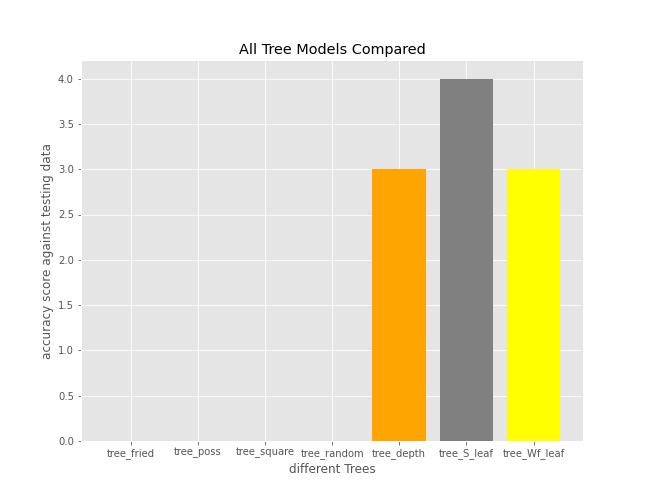 All Tree Models Compared
accuracy score against testing data
4.0
3.5
3.0
2.5
2.0
1.5
1.0
0.5
0.0
tree_fried tree_poss tree_square tree_random tree_depth tree_S_leaf tree_Wf_leaf
different Trees